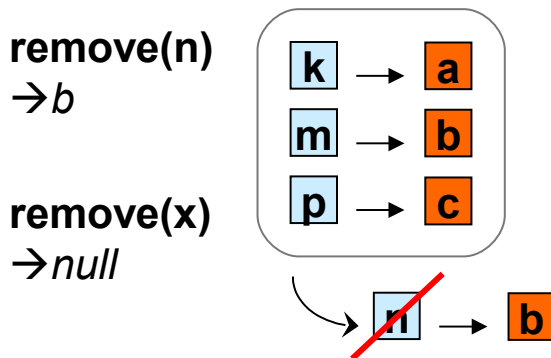 remove(n)
→b
remove(x)
→null
k → a
m → b
p → c
n → b